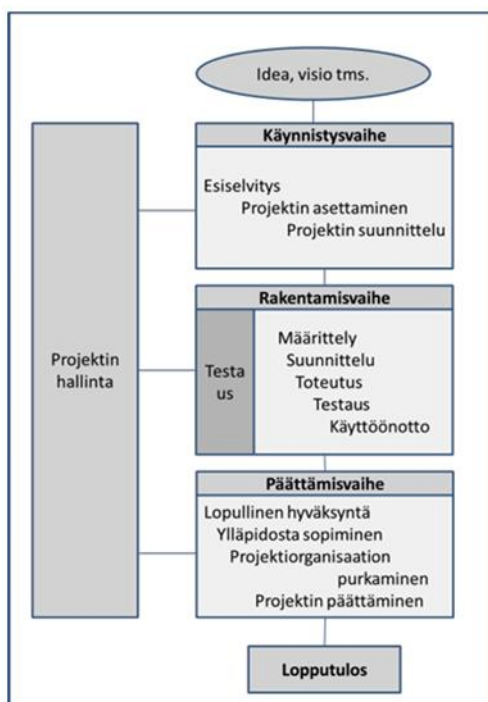 Idea, visio tms.
Käynnistysvaihe
Esiselvitys
Projektin asettaminen
Projektin suunnittelu
Projektin
hallinta
Rakentamisvaihe
Testa
us
Määrittely
Suunnittelu
Toteutus
Testaus
Käyttöönotto
Päättämisvaihe
Lopullinen hyväksyntä
Ylläpidosta sopiminen
Projektiorganisaation
purkaminen
Projektin päättäminen
Lopputulos